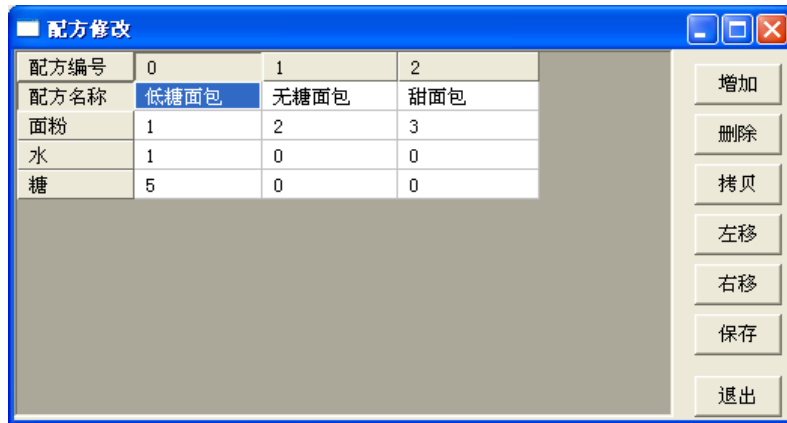 配方修改
配方编号 0 1 2
配方名称 低糖面包 无糖面包 甜面包
面粉 1 2 3
水 1 0 0
糖 5 0 0
增加
删除
拷贝
左移
右移
保存
退出